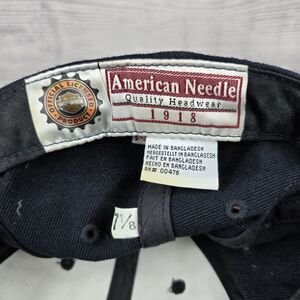 OFFICIAL LICENSED
PRODUCT
American Needle
Quality Headwear
1918
MADE IN BANGLADESH
HERGESTELLT IN BANGLADESH
FAIT EN BANGLADESH
HECHO EN BANGLADESH
RN# 00476
7 1/8